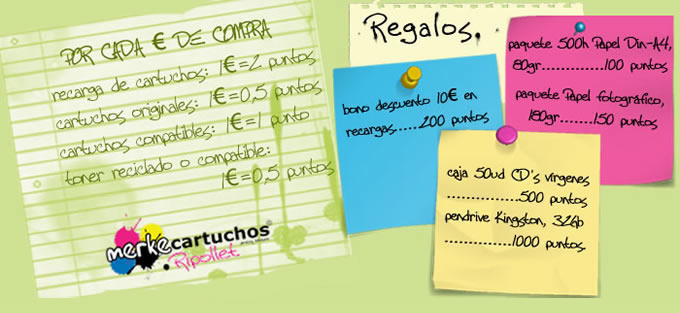 POR CADA € DE COMPRA
recarga de cartuchos: 1€=2 puntos
cartuchos originales: 1€=0,5 puntos
cartuchos compatibles: 1€=1 punto
toner reciclado o compatible:
1€=0,5 puntos
merkecartuchos®
Ripollet
Regalos.
bono descuento 10€ en
recargas......200 puntos
paquete 500h Papel Din-A4,
80gr...............100 puntos
paquete Papel fotográfico,
180gr........150 puntos
caja 50ud CD's vírgenes
................500 puntos
pendrive Kingston, 32Gb
...............1000 puntos.